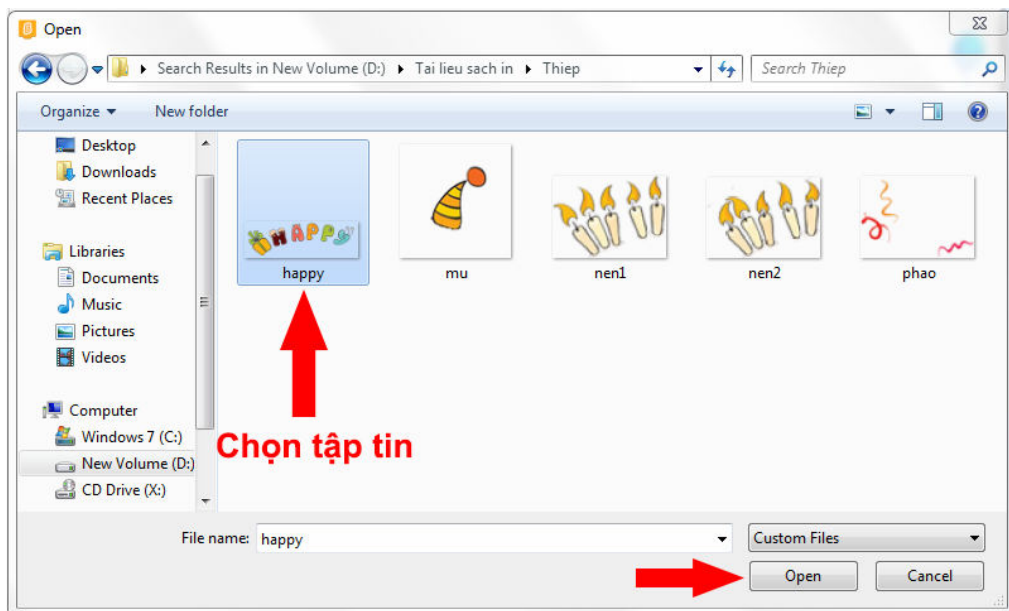 Open
Search Results in New Volume (D:) Tai lieu sach in Thiep
Search Thiep
Organize
New folder
Desktop
Downloads
Recent Places
Libraries
Documents
Music
Pictures
Videos
Computer
Windows 7 (C:)
New Volume (D:)
CD Drive (X:)
HAPPY
happy
mu
nen1
nen2
phao
Chọn tập tin
File name: happy
Custom Files
Open
Cancel